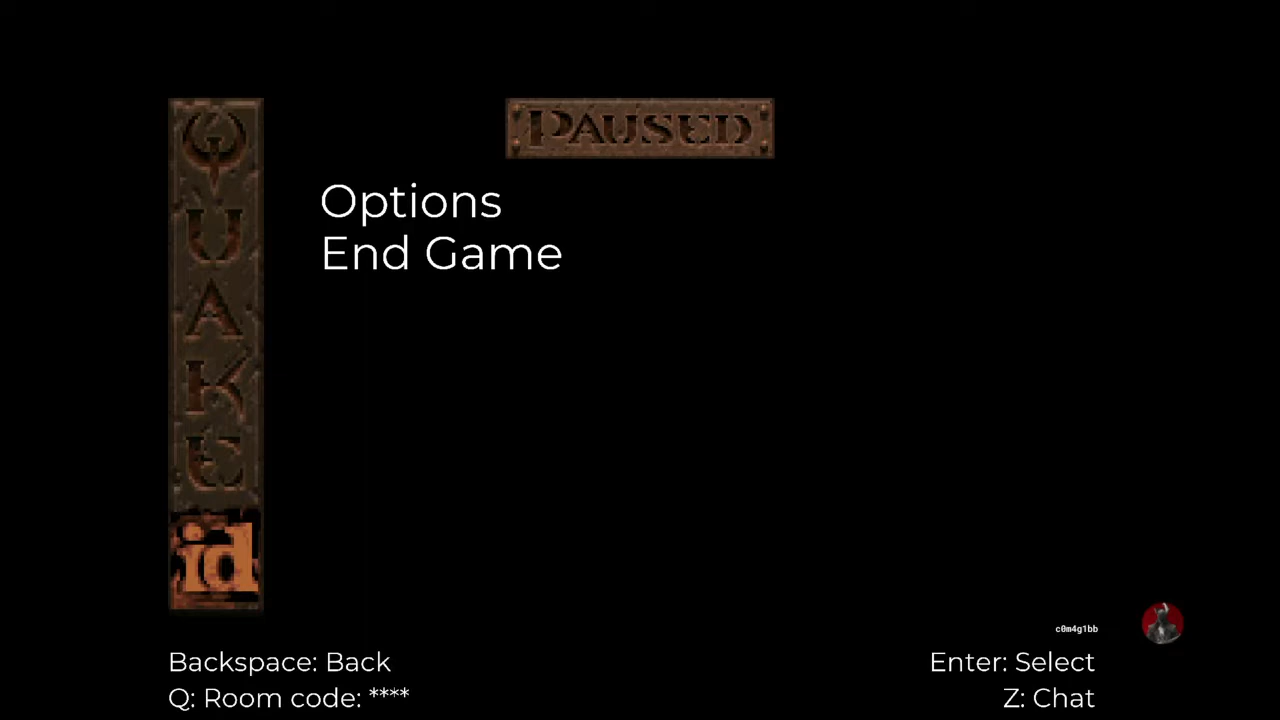 QUAKE
id
PAUSED
Options
End Game
c0m4g1bb
Backspace: Back
Enter: Select
Q: Room code: ****
Z: Chat